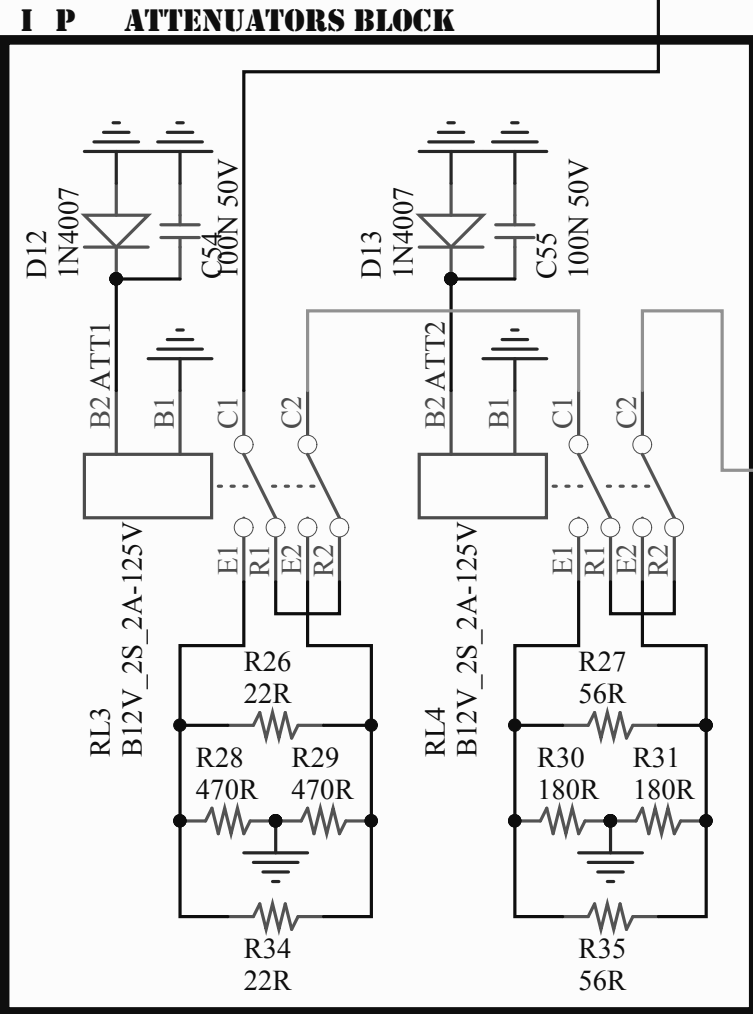 I P ATTENUATORS BLOCK
D12
1N4007
C54
100N 50V
D13
1N4007
C55
100N 50V
B2 ATT1
B1
C1
C2
B2 ATT2
B1
C1
C2
E1
R1
E2
R2
E1
R1
E2
R2
RL3
B12V_2S_2A-125V
RL4
B12V_2S_2A-125V
R26
22R
R27
56R
R28
470R
R29
470R
R30
180R
R31
180R
R34
22R
R35
56R